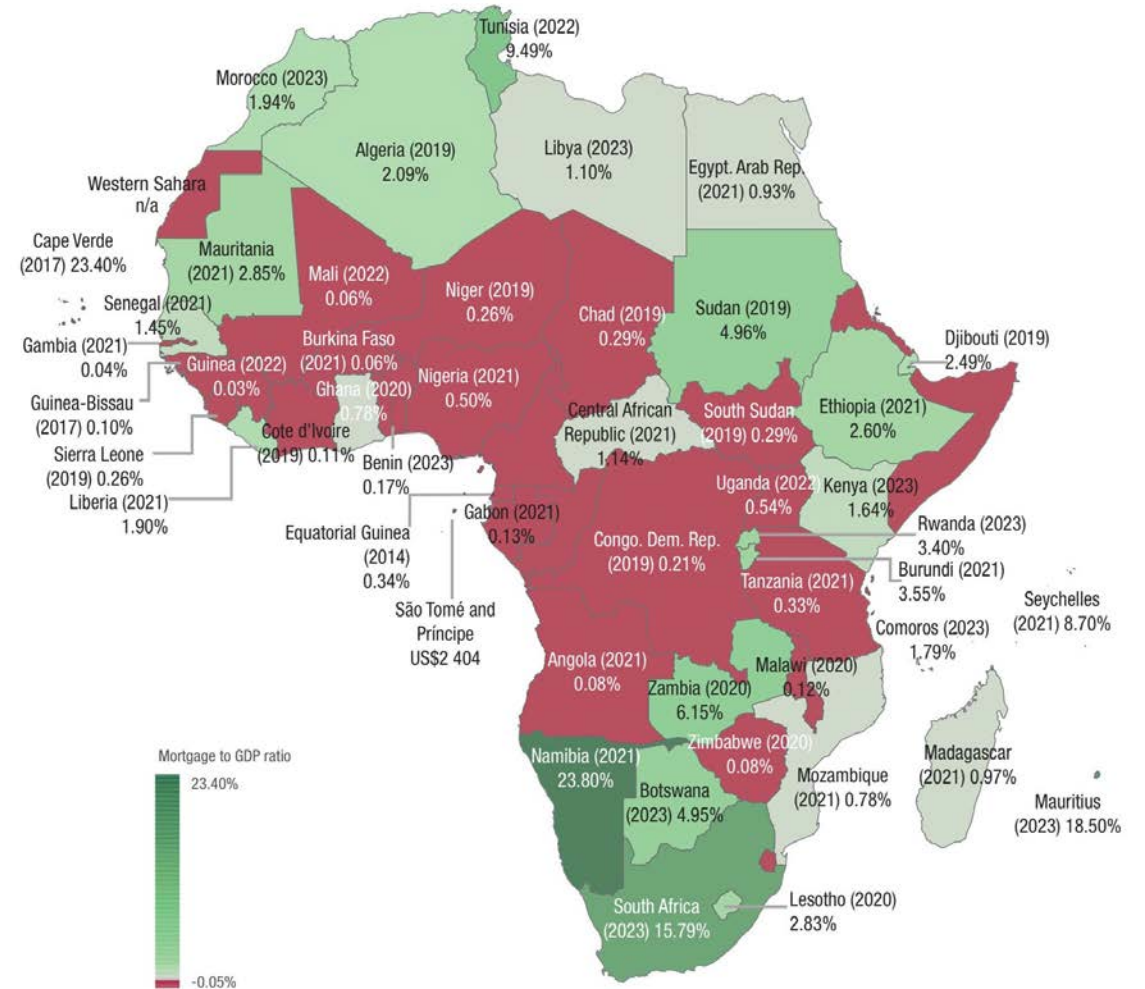 Tunisia (2022)
9.49%
Morocco (2023)
1.94%
Algeria (2019)
2.09%
Libya (2023)
1.10%
Egypt. Arab Rep.
(2021) 0.93%
Western Sahara
n/a
Cape Verde
(2017) 23.40%
Mauritania
(2021) 2.85%
Mali (2022)
0.06%
Niger (2019)
0.26%
Chad (2019)
0.29%
Sudan (2019)
4.96%
Senegal (2021)
1.45%
Gambia (2021)
0.04%
Guinea (2022)
0.03%
Burkina Faso
(2021) 0.06%
Ghana (2020)
0.78%
Nigeria (2021)
0.50%
Djibouti (2019)
2.49%
Guinea-Bissau
(2017) 0.10%
Sierra Leone
(2019) 0.26%
Liberia (2021)
1.90%
Cote d'Ivoire
(2019) 0.11%
Benin (2023)
0.17%
Central African
Republic (2021)
1.14%
South Sudan
(2019) 0.29%
Ethiopia (2021)
2.60%
Uganda (2022)
0.54%
Kenya (2023)
1.64%
Equatorial Guinea
(2014)
0.34%
Gabon (2021)
0.13%
Congo. Dem. Rep.
(2019) 0.21%
Rwanda (2023)
3.40%
Burundi (2021)
3.55%
Tanzania (2021)
0.33%
São Tomé and
Príncipe
US$2 404
Seychelles
(2021) 8.70%
Comoros (2023)
1.79%
Angola (2021)
0.08%
Zambia (2020)
6.15%
Malawi (2020)
0.12%
Namibia (2021)
23.80%
Botswana
(2023) 4.95%
Zimbabwe (2020)
0.08%
Mozambique
(2021) 0.78%
Madagascar
(2021) 0.97%
Mauritius
(2023) 18.50%
South Africa
(2023) 15.79%
Lesotho (2020)
2.83%
Mortgage to GDP ratio
23.40%
-0.05%